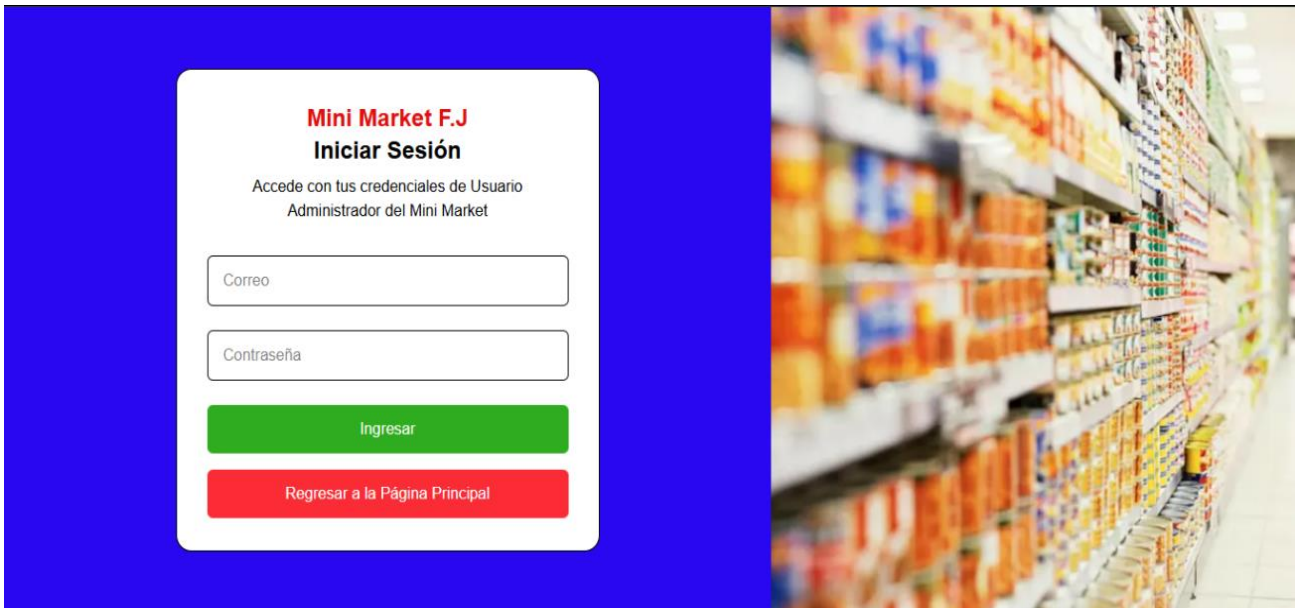 Mini Market F.J
Iniciar Sesión
Accede con tus credenciales de Usuario
Administrador del Mini Market
Correo
Contraseña
Ingresar
Regresar a la Página Principal